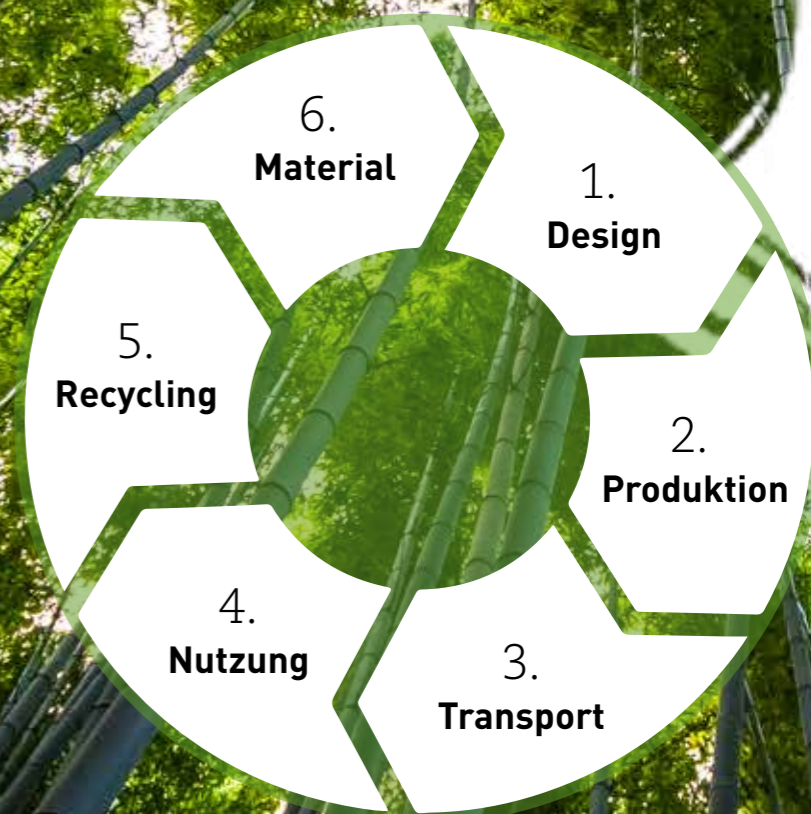 1.
Design
2.
Produktion
3.
Transport
4.
Nutzung
5.
Recycling
6.
Material